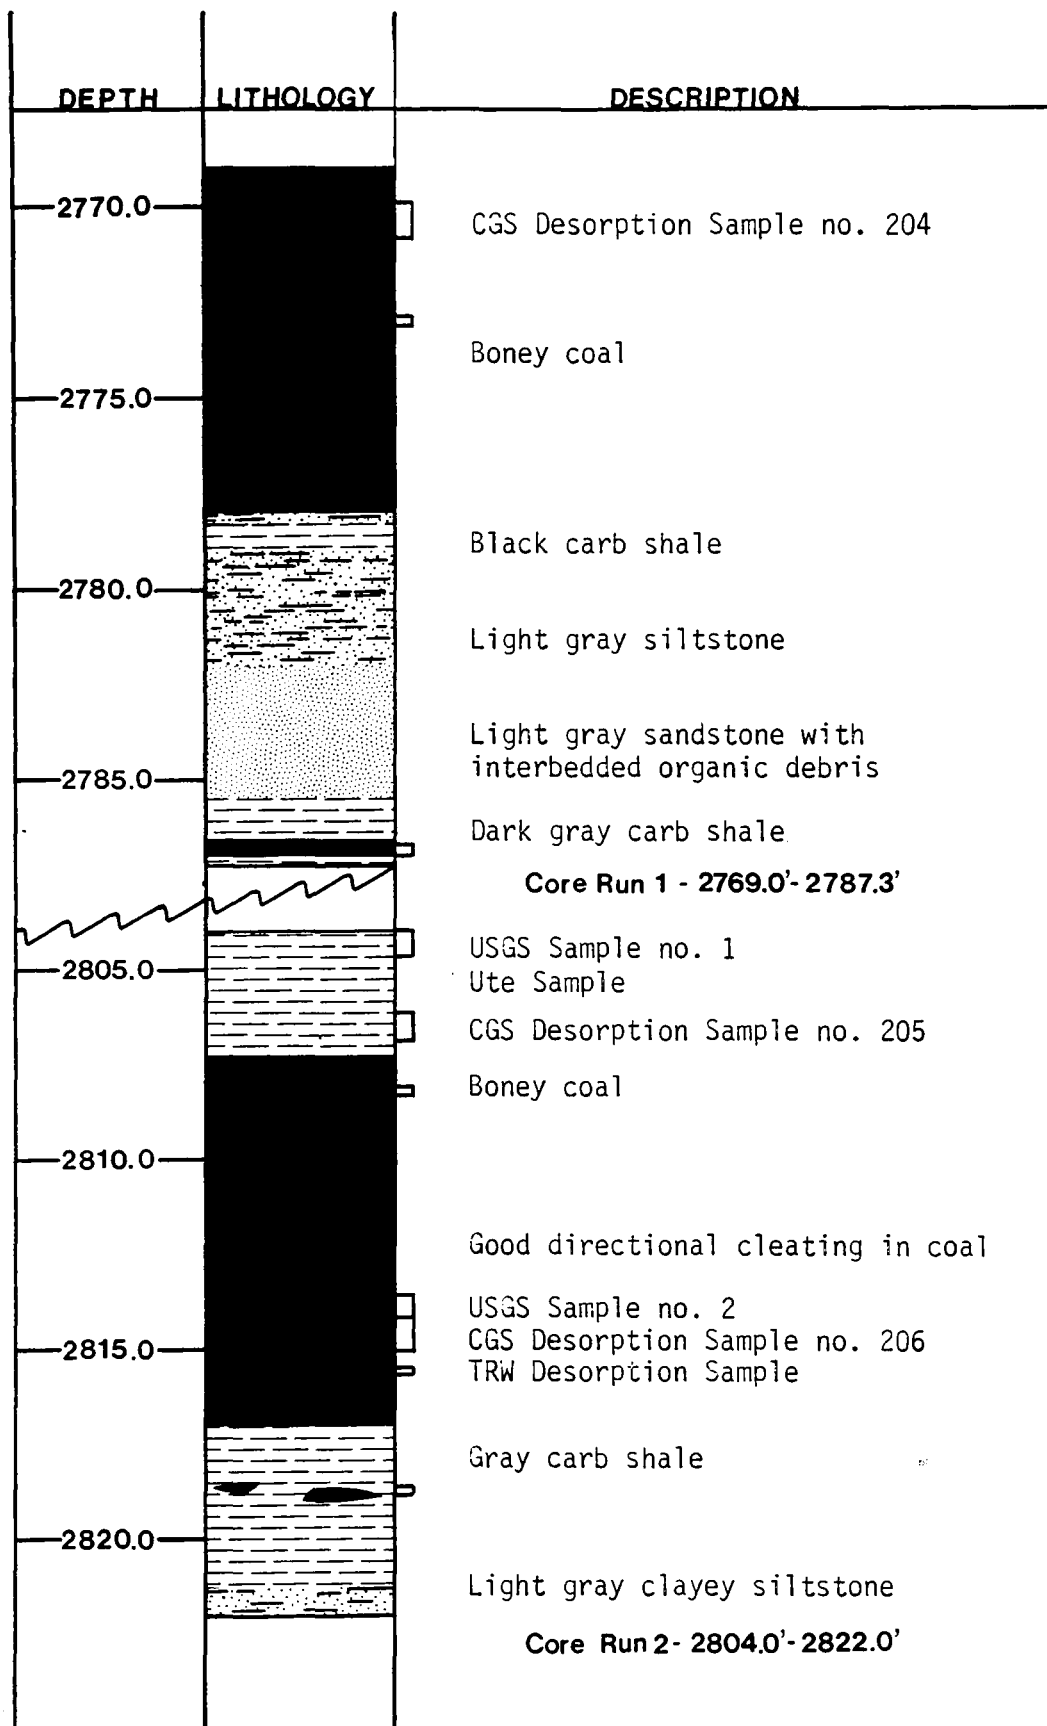 DEPTH LITHOLOGY DESCRIPTION
2770.0
CGS Desorption Sample no. 204
Boney coal
2775.0
Black carb shale
2780.0
Light gray siltstone
Light gray sandstone with
interbedded organic debris
2785.0
Dark gray carb shale
Core Run 1 - 2769.0'- 2787.3'
USGS Sample no. 1
2805.0
Ute Sample
CGS Desorption Sample no. 205
Boney coal
2810.0
Good directional cleating in coal
USGS Sample no. 2
CGS Desorption Sample no. 206
2815.0
TRW Desorption Sample
Gray carb shale
2820.0
Light gray clayey siltstone
Core Run 2- 2804.0'- 2822.0'